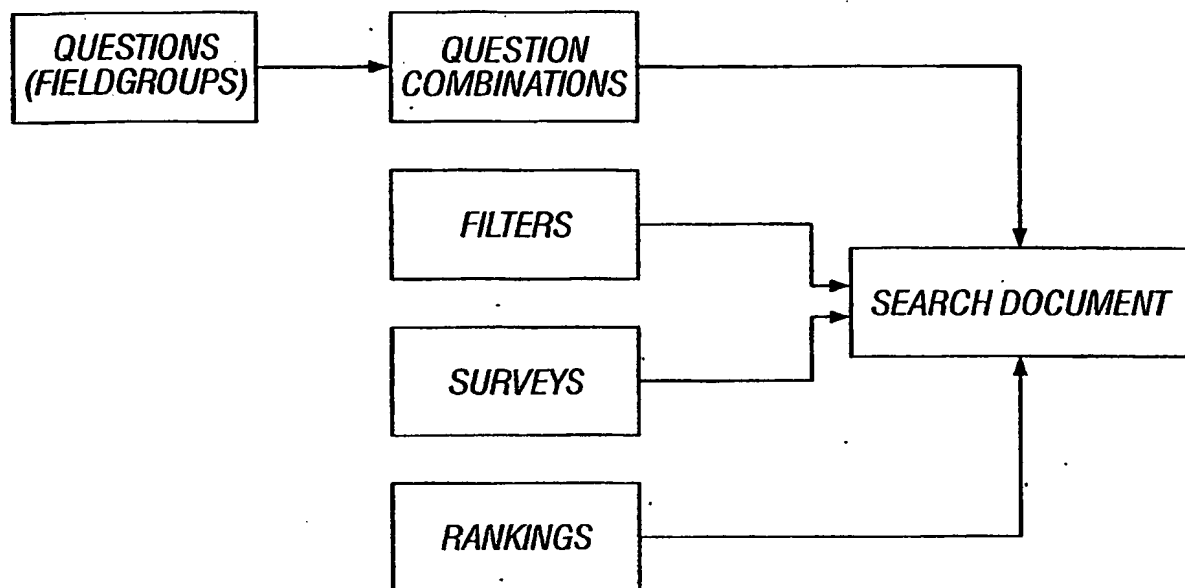 QUESTIONS
(FIELDGROUPS)
QUESTION
COMBINATIONS
FILTERS
SURVEYS
SEARCH DOCUMENT
RANKINGS